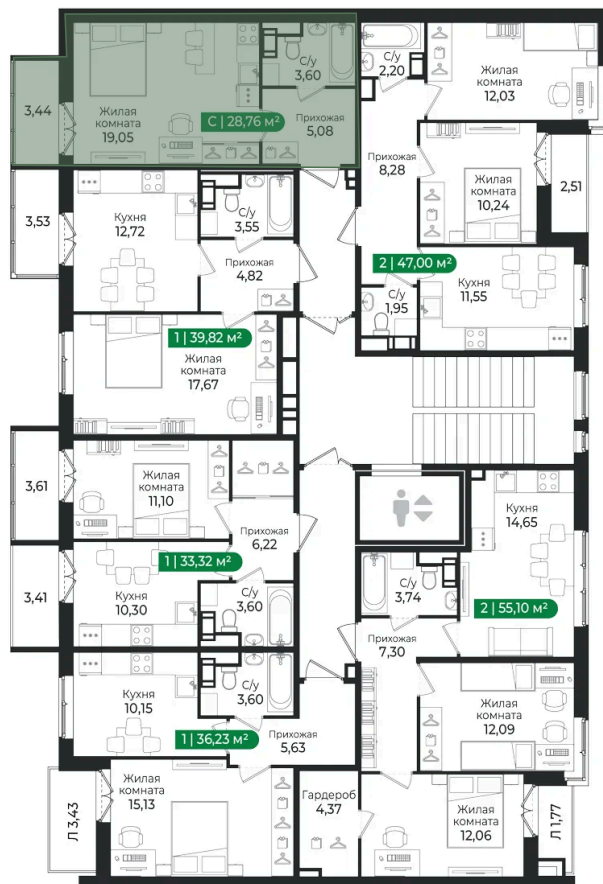 3,44
Жилая
комната
19,05
С/у
3,60
С | 28,76 м²
Прихожая
5,08
С/у
2,20
Жилая
комната
12,03
Прихожая
8,28
Жилая
комната
10,24
2,51
3,53
Кухня
12,72
С/у
3,55
Прихожая
4,82
2 | 47,00 м²
С/у
1,95
Кухня
11,55
1 | 39,82 м²
Жилая
комната
17,67
3,61
Жилая
комната
11,10
Прихожая
6,22
Кухня
14,65
3,41
1 | 33,32 м²
Кухня
10,30
С/у
3,60
С/у
3,74
2 | 55,10 м²
Прихожая
7,30
Кухня
10,15
С/у
3,60
1 | 36,23 м²
Прихожая
5,63
Жилая
комната
12,09
Л 3,43
Жилая
комната
15,13
Гардероб
4,37
Жилая
комната
12,06
Л 1,77